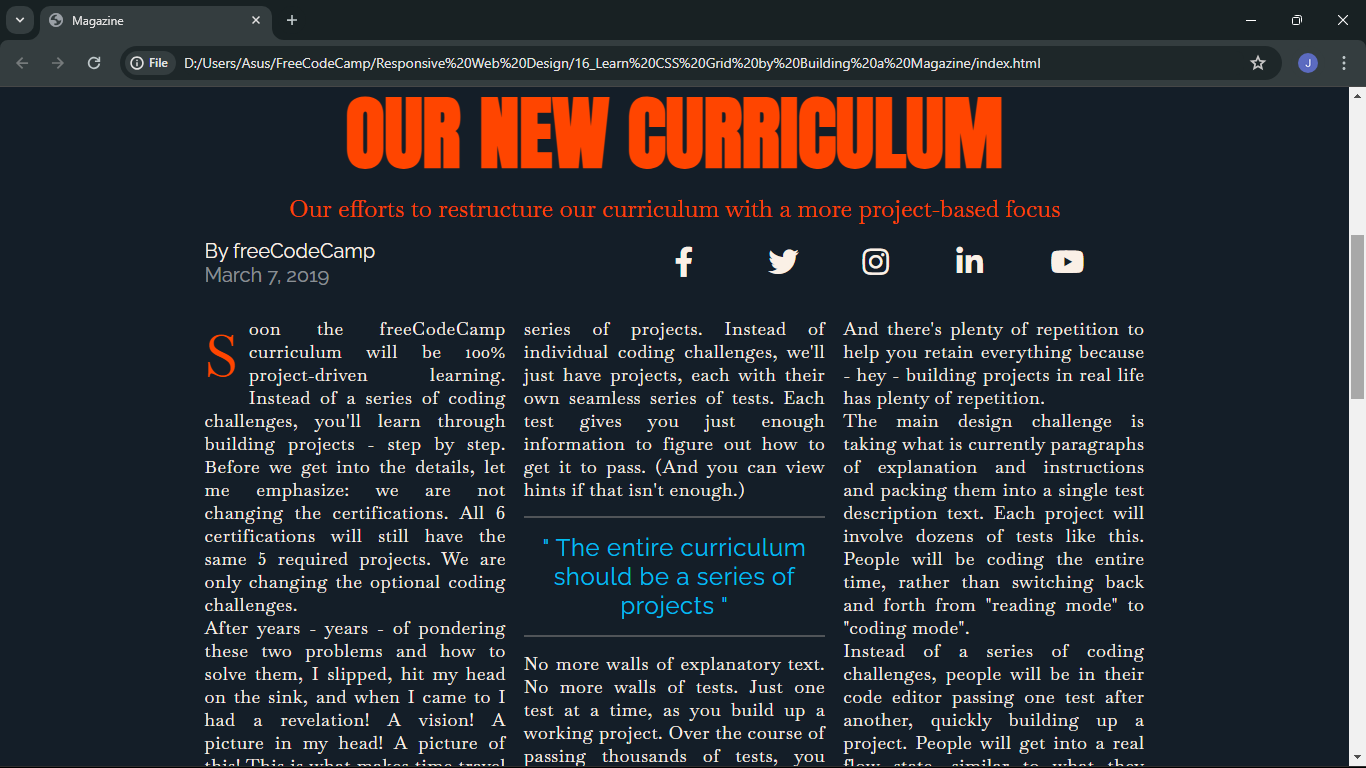 Magazine
File
D:/Users/Asus/FreeCodeCamp/Responsive%20Web%20Design/16_Learn%20CSS%20Grid%20by%20Building%20a%20Magazine/index.html
J
OUR NEW CURRICULUM
Our efforts to restructure our curriculum with a more project-based focus
By freeCodeCamp
March 7, 2019
Soon the freeCodeCamp
curriculum will be 100%
project-driven learning.
Instead of a series of coding
challenges, you'll learn through
building projects - step by step.
Before we get into the details, let
me emphasize: we are not
changing the certifications. All 6
certifications will still have the
same 5 required projects. We are
only changing the optional coding
challenges.
After years - years - of pondering
these two problems and how to
solve them, I slipped, hit my head
on the sink, and when I came to I
had a revelation! A vision! A
picture in my head! A picture of
this! This is what makes time travel
series of projects. Instead of
individual coding challenges, we'll
just have projects, each with their
own seamless series of tests. Each
test gives you just enough
information to figure out how to
get it to pass. (And you can view
hints if that isn't enough.)
" The entire curriculum
should be a series of
projects "
No more walls of explanatory text.
No more walls of tests. Just one
test at a time, as you build up a
working project. Over the course of
passing thousands of tests, you
And there's plenty of repetition to
help you retain everything because
- hey - building projects in real life
has plenty of repetition.
The main design challenge is
taking what is currently paragraphs
of explanation and instructions
and packing them into a single test
description text. Each project will
involve dozens of tests like this.
People will be coding the entire
time, rather than switching back
and forth from "reading mode" to
"coding mode".
Instead of a series of coding
challenges, people will be in their
code editor passing one test after
another, quickly building up a
project. People will get into a real
flow state, similar to what they